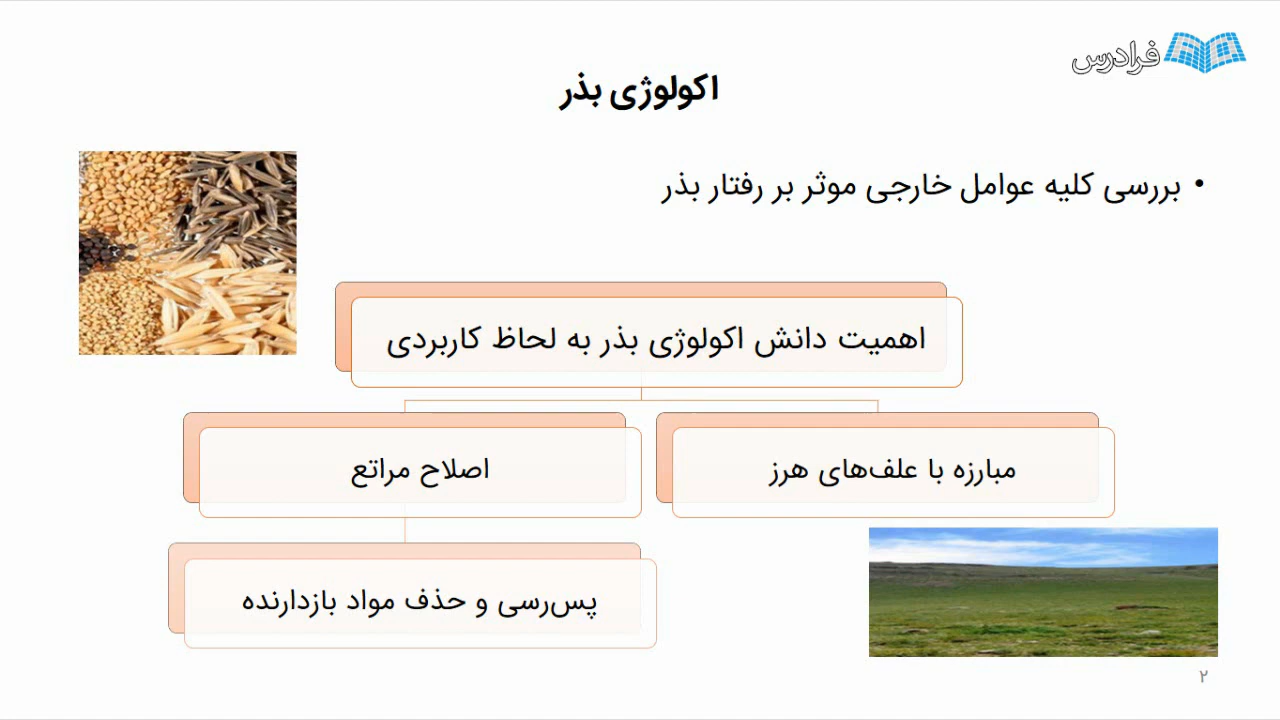 فرادرس
اکولوژی بذر
• بررسی کلیه عوامل خارجی موثر بر رفتار بذر
اهمیت دانش اکولوژی بذر به لحاظ کاربردی
مبارزه با علف‌های هرز
اصلاح مراتع
پس‌رسی و حذف مواد بازدارنده
۲